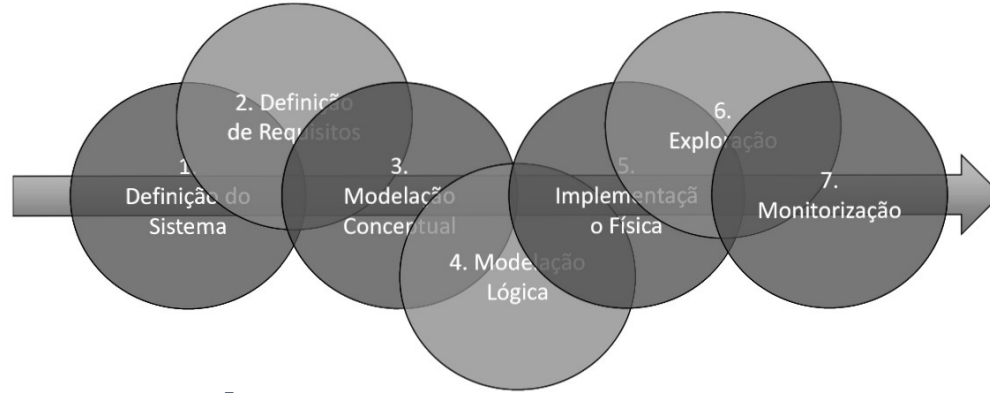 1.
Definição do
Sistema
2. Definição
de Requisitos
3.
Modelação
Conceptual
4. Modelação
Lógica
5.
Implementaçã
o Física
6.
Exploração
7.
Monitorização